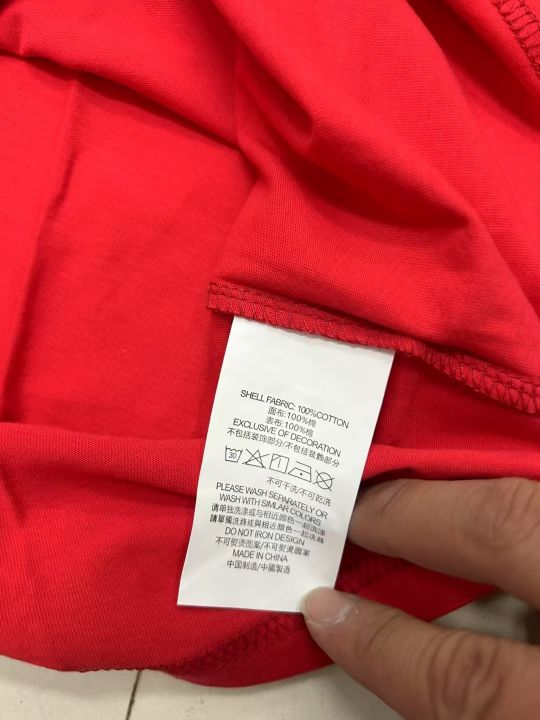 SHELL FABRIC: 100%COTTON
面布:100%棉
表布:100%棉
EXCLUSIVE OF DECORATION
不包括装饰部分/不包括裝飾部分
30
不可干洗/不可乾洗
PLEASE WASH SEPARATELY OR
WASH WITH SIMILAR COLORS
请单独洗涤或与相近颜色一起洗涤
請單獨洗滌或與相近顏色一起洗滌
DO NOT IRON DESIGN
不可熨烫图案/不可熨燙圖案
MADE IN CHINA
中国制造/中國製造